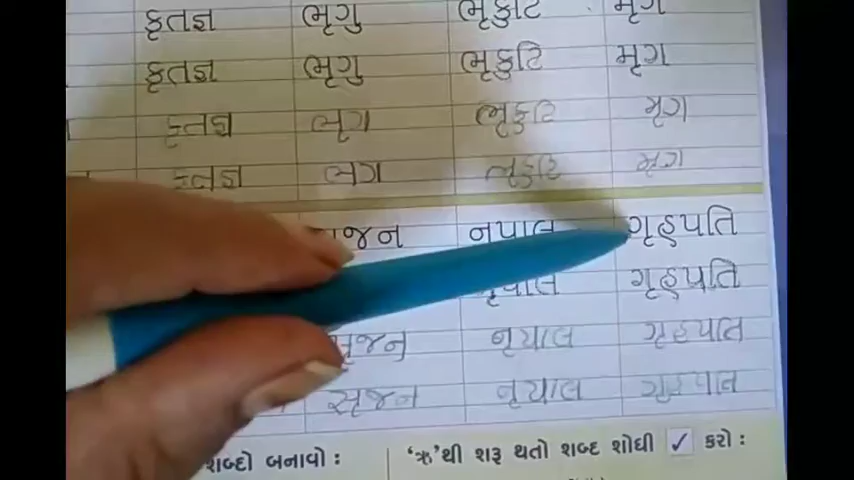 કૃતજ્ઞ ભૃગુ ભૃકુટિ મૃગ
કૃતજ્ઞ ભૃગુ ભૃકુટિ મૃગ
કૃતજ્ઞ ભૃગ ભૃકુટિ મૃગ
ભૃકુટિ મૃગ
ગૃહપતિ
ગૃહપતિ
સૃજન નૃપાલ ગૃહપતિ
સૃજન નૃપાલ ગૃહપતિ
શબ્દો બનાવો :
‘ઋ’થી શરૂ થતો શબ્દ શોધી ✓ કરો :